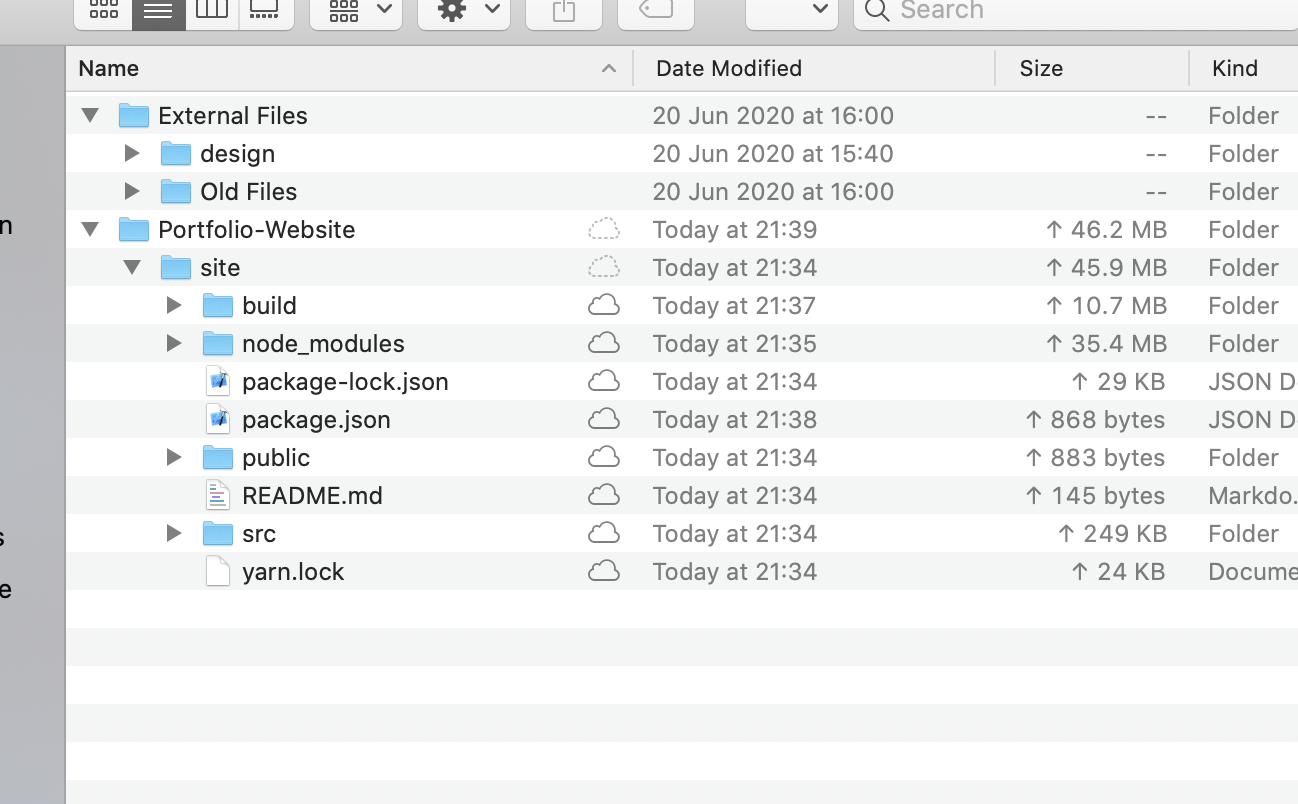 Search
Name Date Modified Size Kind
External Files 20 Jun 2020 at 16:00 -- Folder
design 20 Jun 2020 at 15:40 -- Folder
Old Files 20 Jun 2020 at 16:00 -- Folder
n
Portfolio-Website Today at 21:39 ↑ 46.2 MB Folder
site Today at 21:34 ↑ 45.9 MB Folder
build Today at 21:37 ↑ 10.7 MB Folder
node_modules Today at 21:35 ↑ 35.4 MB Folder
package-lock.json Today at 21:34 ↑ 29 KB JSON D
package.json Today at 21:38 ↑ 868 bytes JSON D
public Today at 21:34 ↑ 883 bytes Folder
README.md Today at 21:34 ↑ 145 bytes Markdo.
s
src Today at 21:34 ↑ 249 KB Folder
yarn.lock Today at 21:34 ↑ 24 KB Docume
e